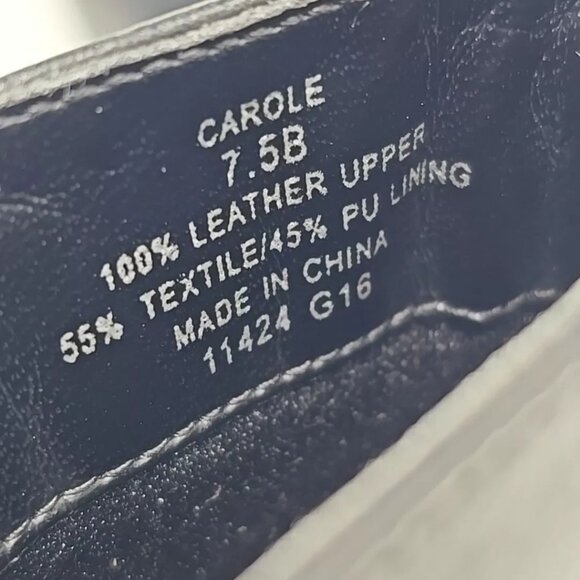 CAROLE
7.5B
100% LEATHER UPPER
55% TEXTILE/45% PU LINING
MADE IN CHINA
11424 G16